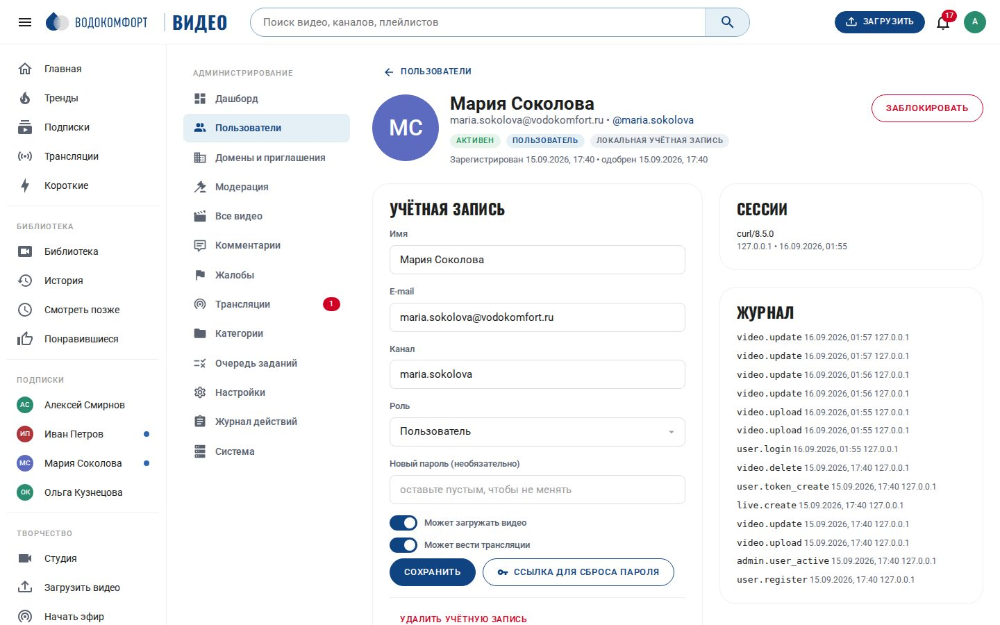 ВОДОКОМФОРТ
ВИДЕО
Поиск видео, каналов, плейлистов
ЗАГРУЗИТЬ
17
А
Главная
Тренды
Подписки
Трансляции
Короткие
БИБЛИОТЕКА
Библиотека
История
Смотреть позже
Понравившиеся
ПОДПИСКИ
АС Алексей Смирнов
ИП Иван Петров
МС Мария Соколова
ОК Ольга Кузнецова
ТВОРЧЕСТВО
Студия
Загрузить видео
Начать эфир
АДМИНИСТРИРОВАНИЕ
Дашборд
Пользователи
Домены и приглашения
Модерация
Все видео
Комментарии
Жалобы
Трансляции 1
Категории
Очередь заданий
Настройки
Журнал действий
Система
ПОЛЬЗОВАТЕЛИ
МС
Мария Соколова
maria.sokolova@vodokomfort.ru • @maria.sokolova
АКТИВЕН ПОЛЬЗОВАТЕЛЬ ЛОКАЛЬНАЯ УЧЁТНАЯ ЗАПИСЬ
Зарегистрирован 15.09.2026, 17:40 • одобрен 15.09.2026, 17:40
ЗАБЛОКИРОВАТЬ
УЧЁТНАЯ ЗАПИСЬ
Имя
Мария Соколова
E-mail
maria.sokolova@vodokomfort.ru
Канал
maria.sokolova
Роль
Пользователь
Новый пароль (необязательно)
оставьте пустым, чтобы не менять
Может загружать видео
Может вести трансляции
СОХРАНИТЬ
ССЫЛКА ДЛЯ СБРОСА ПАРОЛЯ
УДАЛИТЬ УЧЁТНУЮ ЗАПИСЬ
СЕССИИ
curl/8.5.0
127.0.0.1 • 16.09.2026, 01:55
ЖУРНАЛ
video.update 16.09.2026, 01:57 127.0.0.1
video.update 16.09.2026, 01:57 127.0.0.1
video.update 16.09.2026, 01:56 127.0.0.1
video.update 16.09.2026, 01:56 127.0.0.1
video.upload 16.09.2026, 01:55 127.0.0.1
video.upload 16.09.2026, 01:55 127.0.0.1
user.login 16.09.2026, 01:55 127.0.0.1
video.delete 15.09.2026, 17:40 127.0.0.1
user.token_create 15.09.2026, 17:40 127.0.0.1
live.create 15.09.2026, 17:40 127.0.0.1
video.update 15.09.2026, 17:40 127.0.0.1
video.upload 15.09.2026, 17:40 127.0.0.1
admin.user_active 15.09.2026, 17:40 127.0.0.1
user.register 15.09.2026, 17:40 127.0.0.1